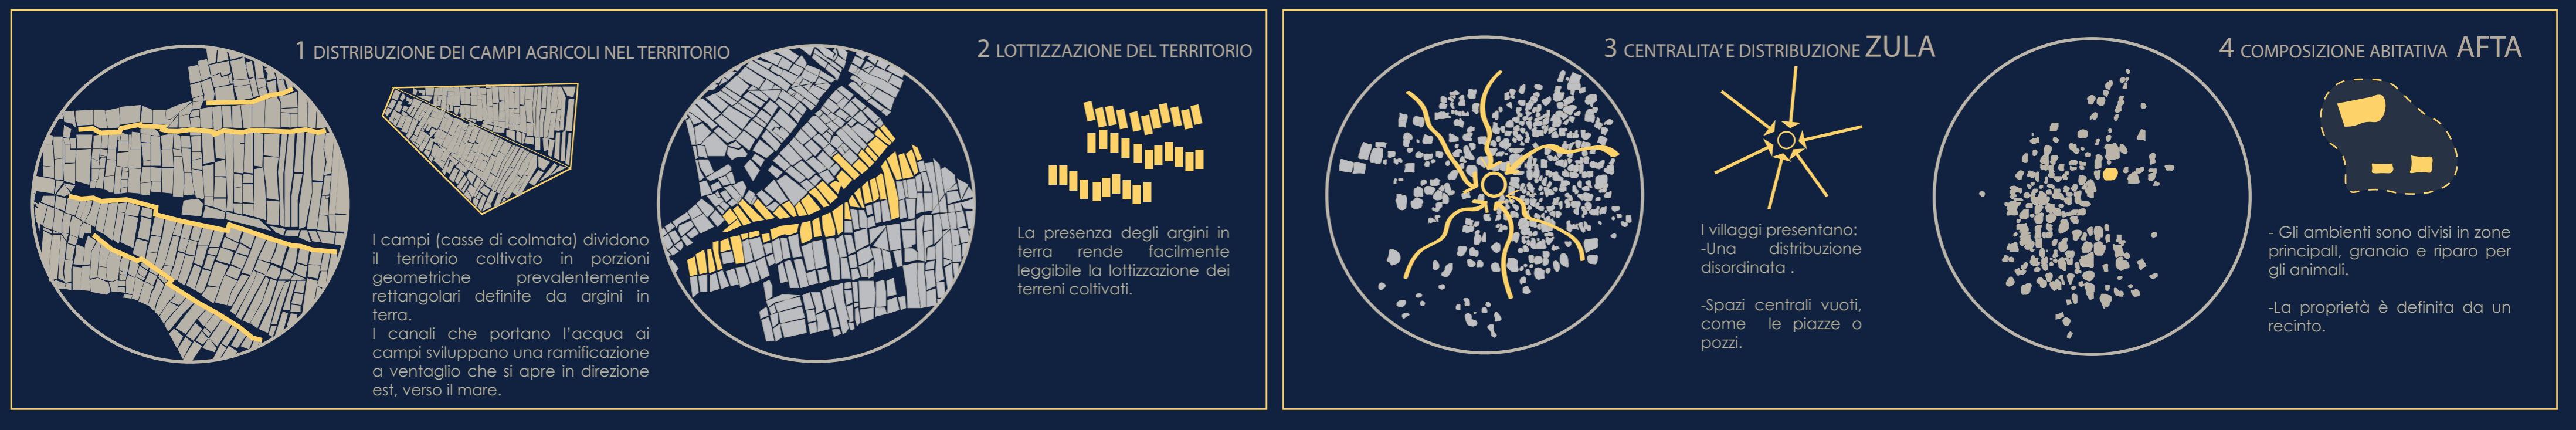 1 DISTRIBUZIONE DEI CAMPI AGRICOLI NEL TERRITORIO
I campi (casse di colmata) dividono
il territorio coltivato in porzioni
geometriche prevalentemente
rettangolari definite da argini in
terra.
I canali che portano l'acqua ai
campi sviluppano una ramificazione
a ventaglio che si apre in direzione
est, verso il mare.
2 LOTTIZZAZIONE DEL TERRITORIO
La presenza degli argini in
terra rende facilmente
leggibile la lottizzazione dei
terreni coltivati.
3 CENTRALITA'E DISTRIBUZIONE ZULA
I villaggi presentano:
-Una distribuzione
disordinata .
-Spazi centrali vuoti,
come le piazze o
pozzi.
4 COMPOSIZIONE ABITATIVA AFTA
- Gli ambienti sono divisi in zone
principali, granaio e riparo per
gli animali.
-La proprietà è definita da un
recinto.